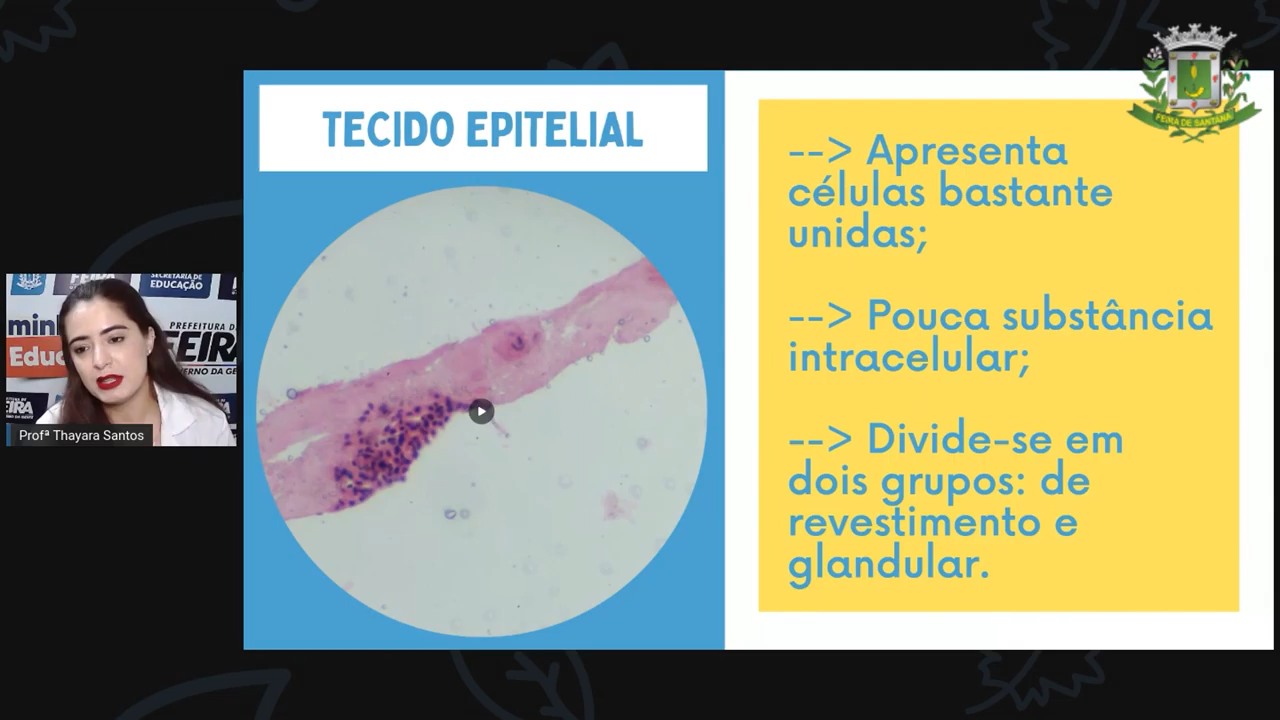 TECIDO EPITELIAL
--> Apresenta
células bastante
unidas;
--> Pouca substância
intracelular;
--> Divide-se em
dois grupos: de
revestimento e
glandular.
FEIRA DE SANTANA
SECRETARIA DE
EDUCAÇÃO
PREFEITURA D
FEIRA
Educ
Profª Thayara Santos